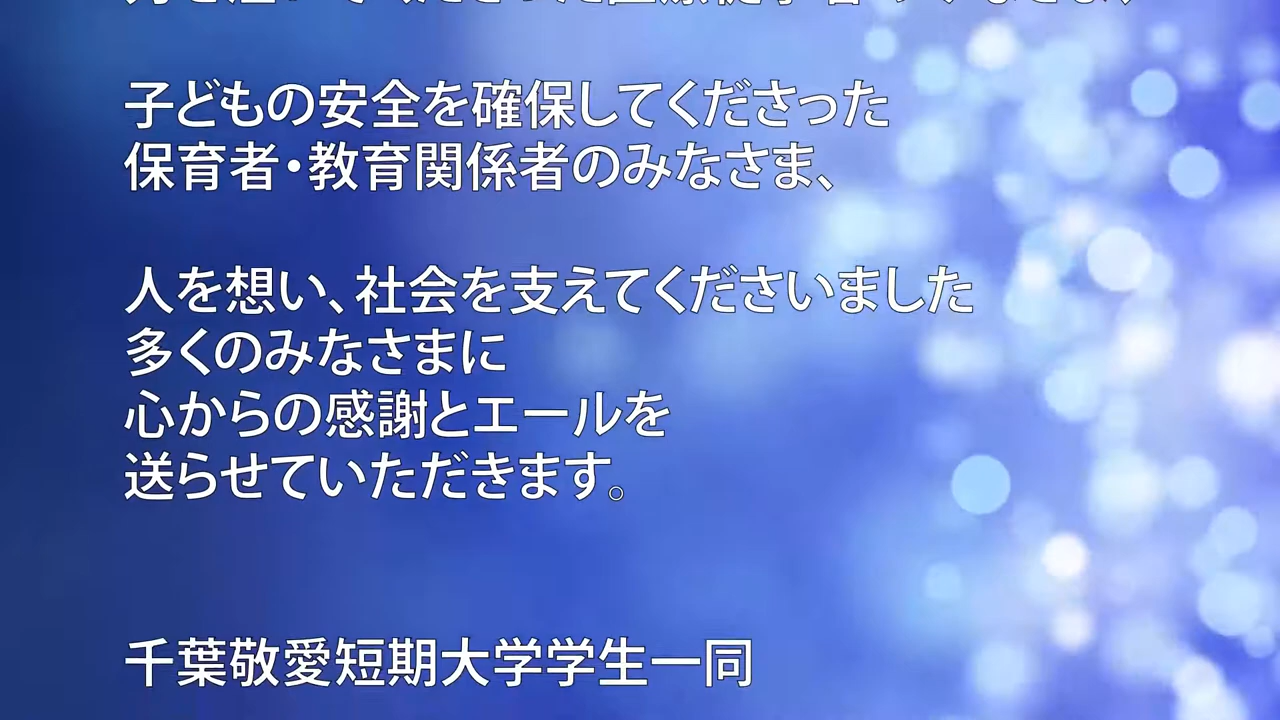 子どもの安全を確保してくださった
保育者・教育関係者のみなさま、
人を想い、社会を支えてくださいました
多くのみなさまに
心からの感謝とエールを
送らせていただきます。
千葉敬愛短期大学学生一同